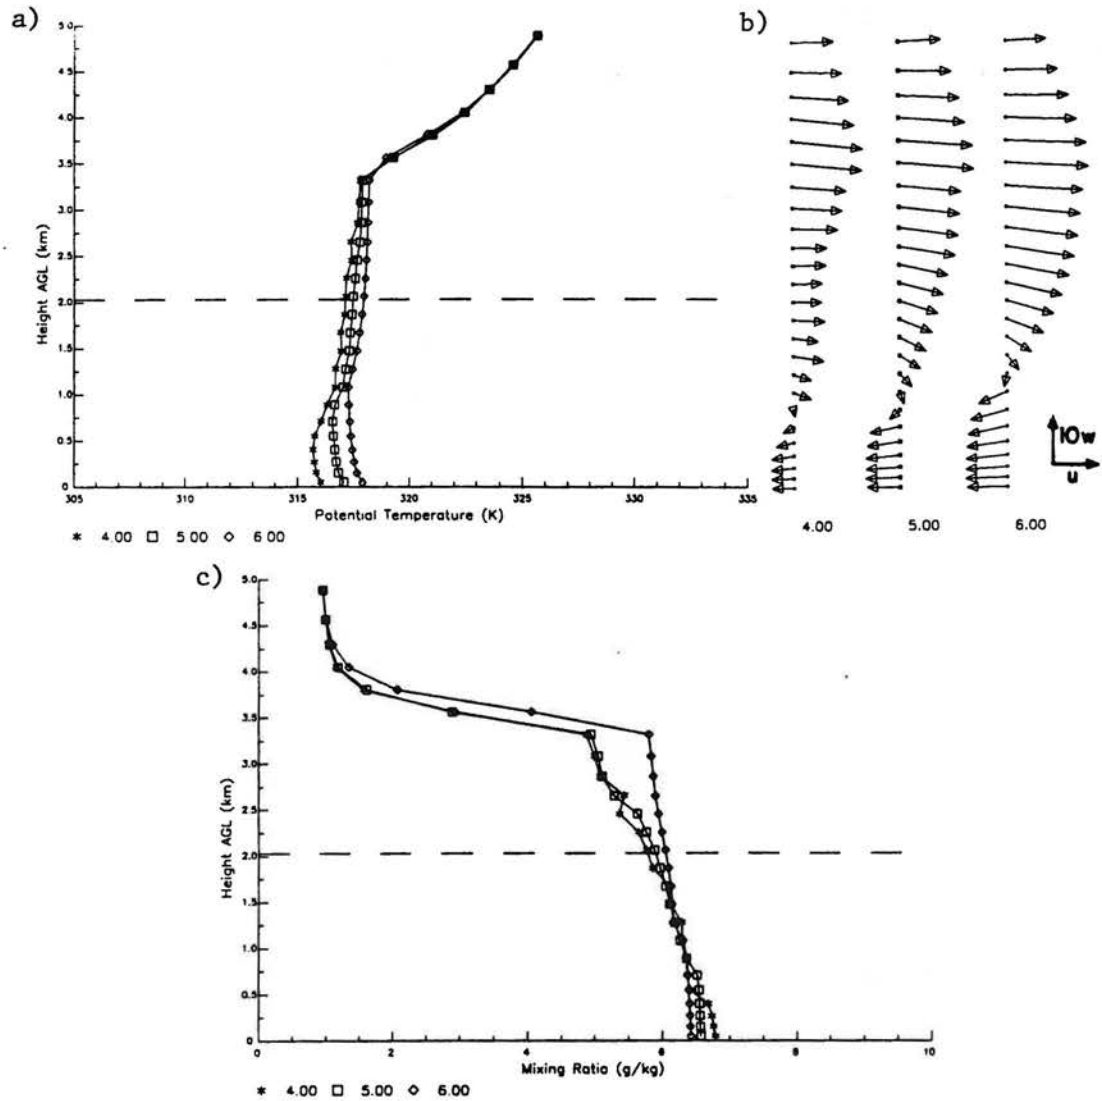 a)
5.0
4.5
4.0
3.5
3.0
2.5
2.0
1.5
1.0
0.5
0
Height AGL (km)
305 310 315 320 325 330 335
Potential Temperature (K)
* 4.00 □ 5.00 ◇ 6.00
b)
10w
u
4.00 5.00 6.00
c)
5.0
4.5
4.0
3.5
3.0
2.5
2.0
1.5
1.0
0.5
0
Height AGL (km)
0 2 4 6 8 10
Mixing Ratio (g/kg)
* 4.00 □ 5.00 ◇ 6.00